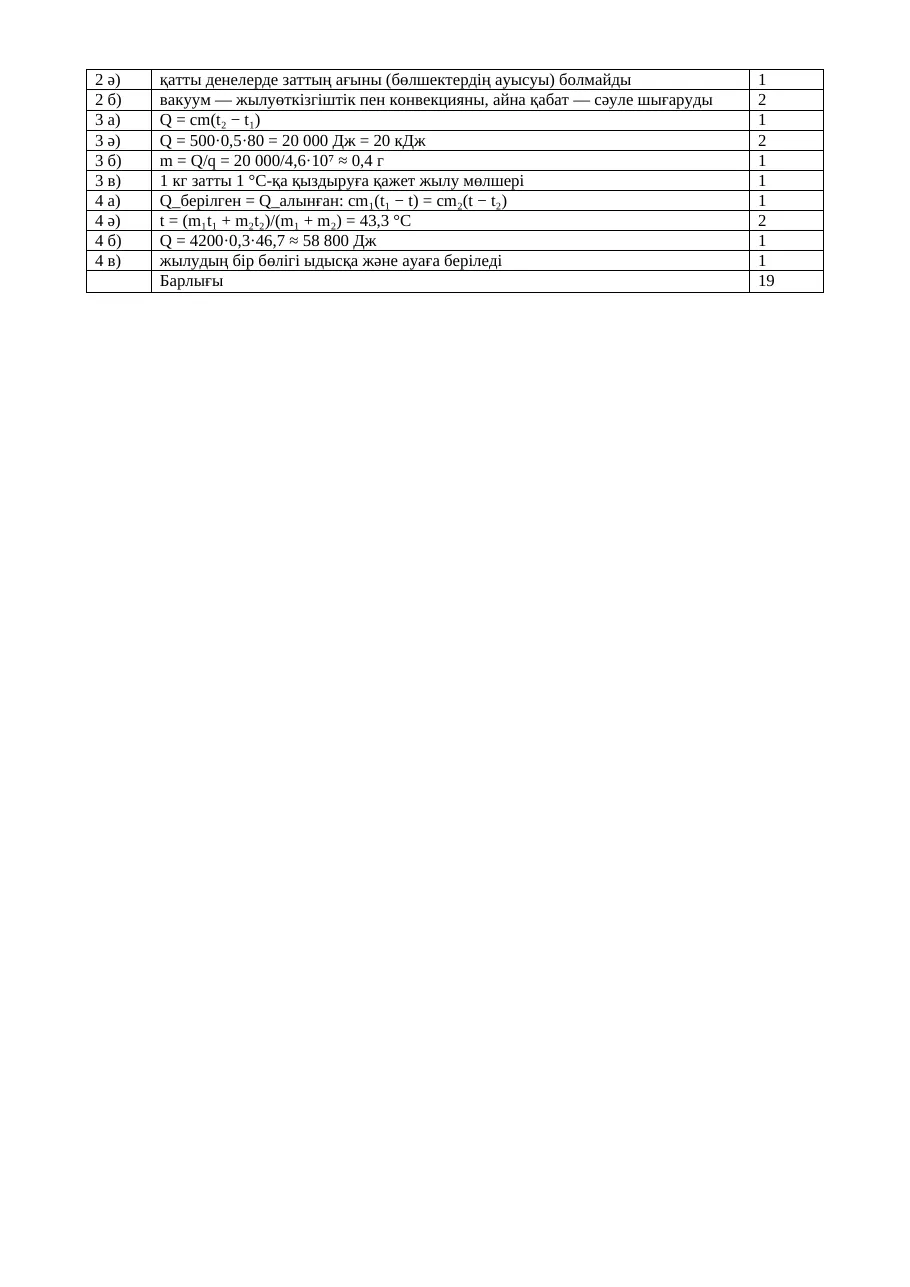 2 ә) қатты денелерде заттың ағыны (бөлшектердің ауысуы) болмайды 1
2 б) вакуум — жылуөткізгіштік пен конвекцияны, айна қабат — сәуле шығаруды 2
3 а) Q = cm(t₂ − t₁) 1
3 ә) Q = 500·0,5·80 = 20 000 Дж = 20 кДж 2
3 б) m = Q/q = 20 000/4,6·10⁷ ≈ 0,4 г 1
3 в) 1 кг затты 1 °C-қа қыздыруға қажет жылу мөлшері 1
4 а) Q_берілген = Q_алынған: cm₁(t₁ − t) = cm₂(t − t₂) 1
4 ә) t = (m₁t₁ + m₂t₂)/(m₁ + m₂) = 43,3 °C 2
4 б) Q = 4200·0,3·46,7 ≈ 58 800 Дж 1
4 в) жылудың бір бөлігі ыдысқа және ауаға беріледі 1
Барлығы 19